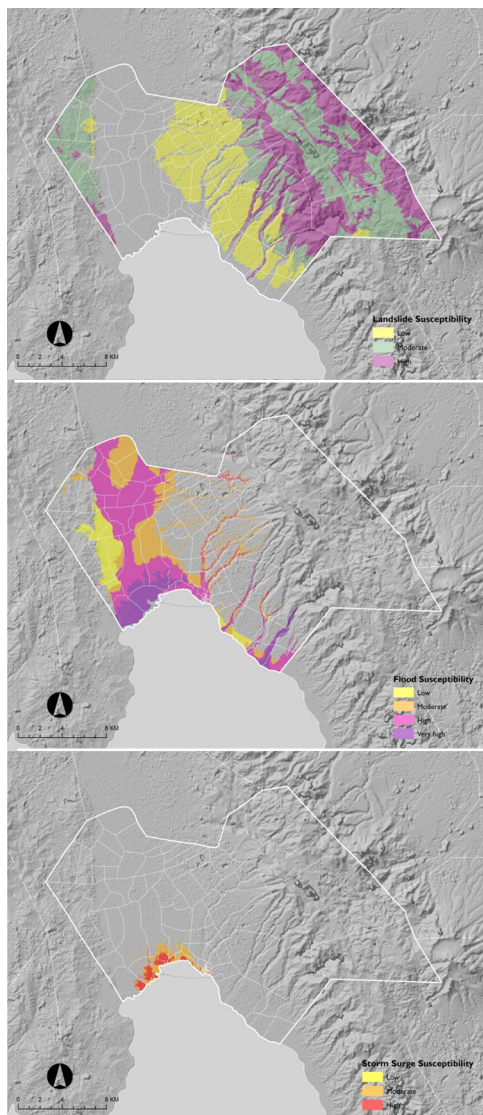 Landslide Susceptibility
Low
Moderate
High
0 2 4 8 KM
Flood Susceptibility
Low
Moderate
High
Very high
0 2 4 8 KM
Storm Surge Susceptibility
Low
Moderate
High
0 2 4 8 KM